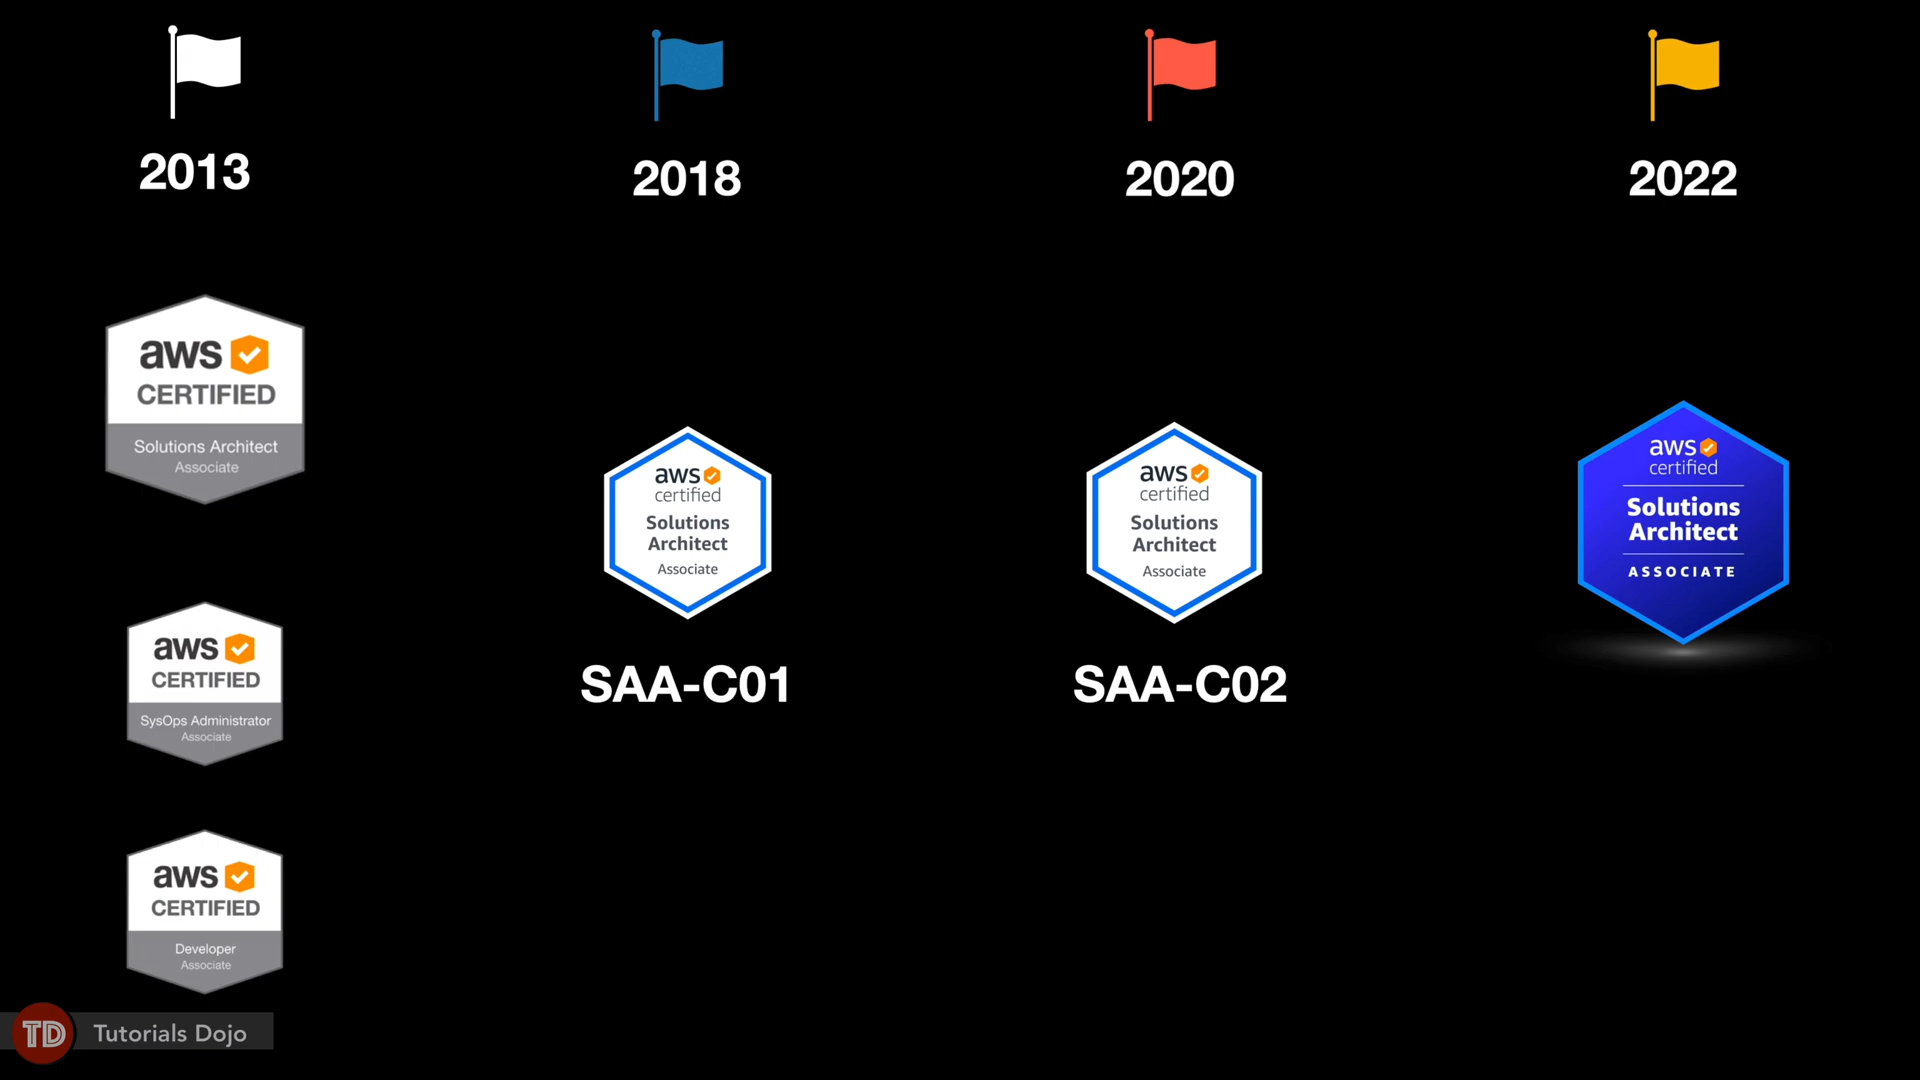 2013
2018
2020
2022
aws
CERTIFIED
Solutions Architect
Associate
aws
CERTIFIED
SysOps Administrator
Associate
aws
CERTIFIED
Developer
Associate
aws
certified
Solutions
Architect
Associate
SAA-C01
aws
certified
Solutions
Architect
Associate
SAA-C02
aws
certified
Solutions
Architect
ASSOCIATE
TD Tutorials Dojo